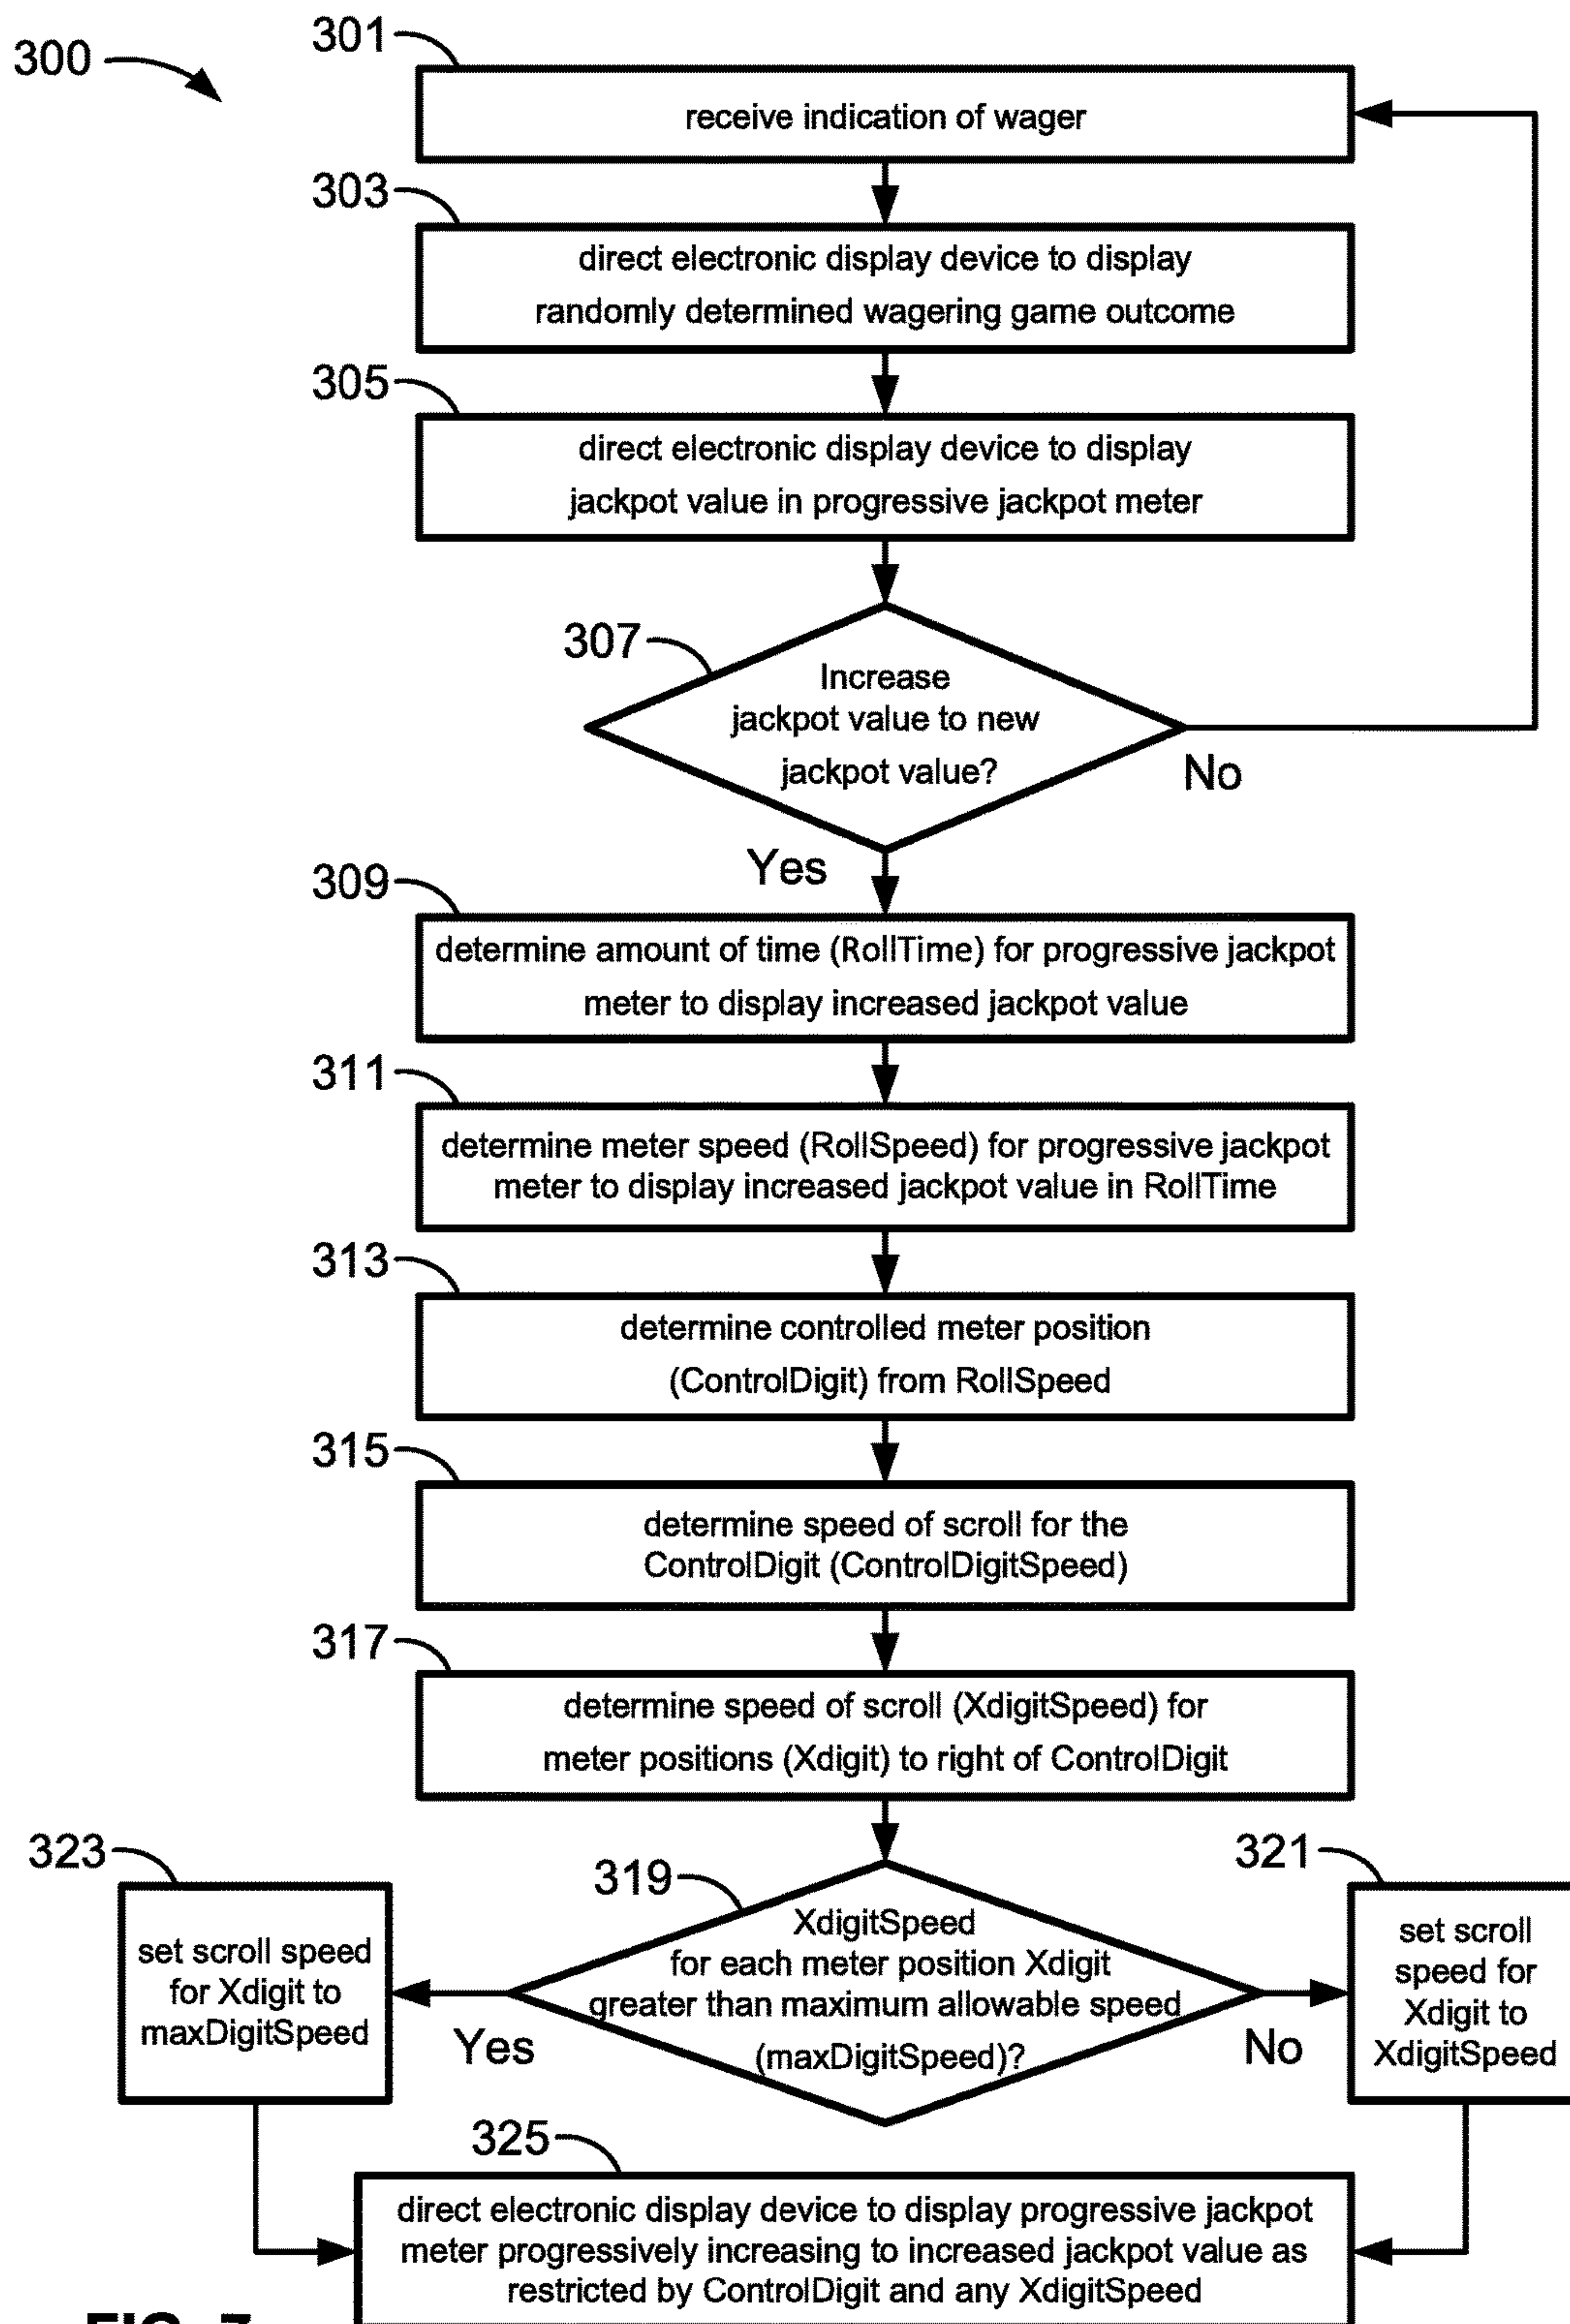 300
301
receive indication of wager
303
direct electronic display device to display
randomly determined wagering game outcome
305
direct electronic display device to display
jackpot value in progressive jackpot meter
307
Increase
jackpot value to new
jackpot value?
No
Yes
309
determine amount of time (RollTime) for progressive jackpot
meter to display increased jackpot value
311
determine meter speed (RollSpeed) for progressive jackpot
meter to display increased jackpot value in RollTime
313
determine controlled meter position
(ControlDigit) from RollSpeed
315
determine speed of scroll for the
ControlDigit (ControlDigitSpeed)
317
determine speed of scroll (XdigitSpeed) for
meter positions (Xdigit) to right of ControlDigit
323
set scroll speed
for Xdigit to
maxDigitSpeed
319
XdigitSpeed
for each meter position Xdigit
greater than maximum allowable speed
(maxDigitSpeed)?
Yes
No
321
set scroll
speed for
Xdigit to
XdigitSpeed
325
direct electronic display device to display progressive jackpot
meter progressively increasing to increased jackpot value as
restricted by ControlDigit and any XdigitSpeed